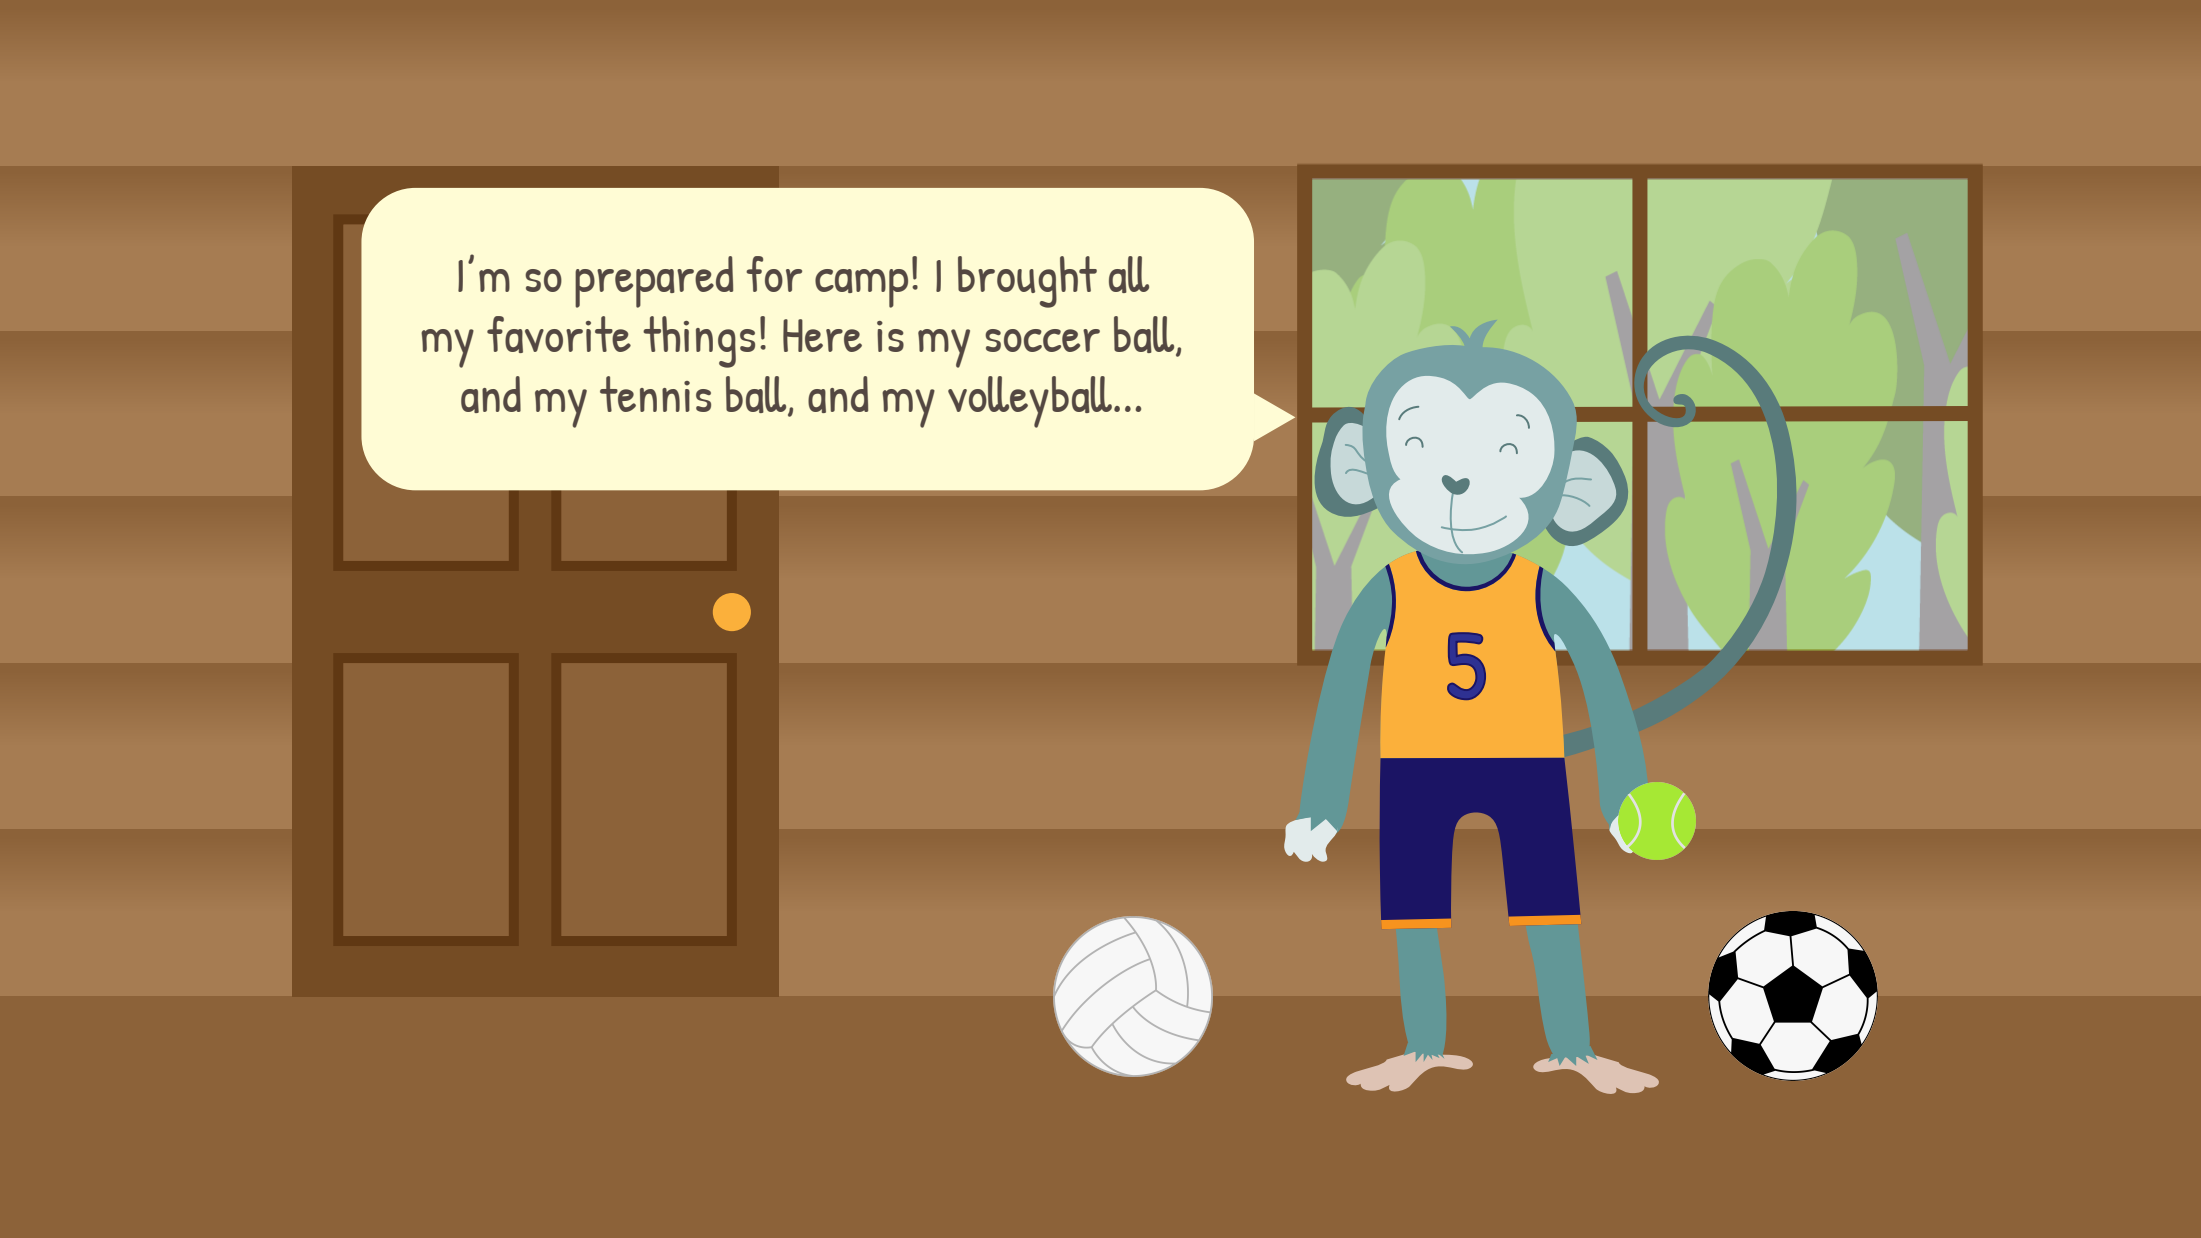 I'm so prepared for camp! I brought all
my favorite things! Here is my soccer ball,
and my tennis ball, and my volleyball...
5